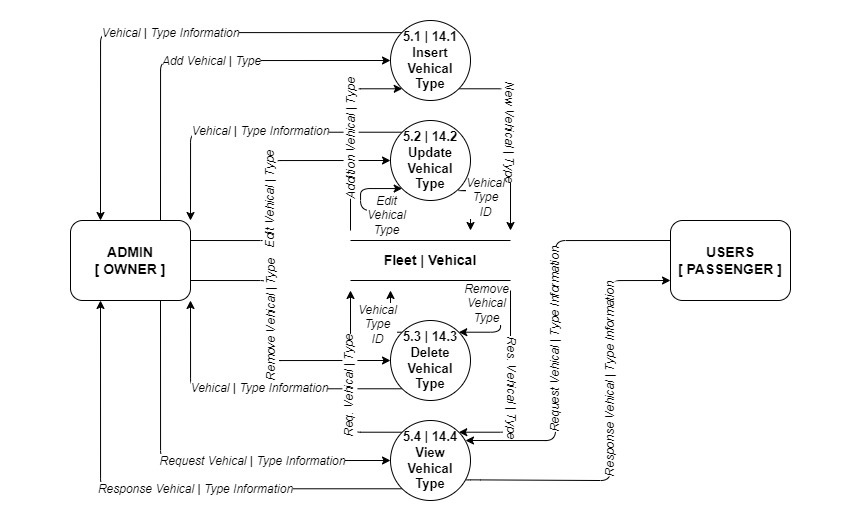 Vehical | Type Information
5.1 | 14.1
Insert
Vehical
Type
Add Vehical | Type
Addition Vehical | Type
New Vehical | Type
Vehical | Type Information
5.2 | 14.2
Update
Vehical
Type
Edit Vehical | Type
Edit
Vehical
Type
Vehical
Type
ID
ADMIN
[ OWNER ]
Fleet | Vehical
USERS
[ PASSENGER ]
Remove Vehical | Type
Vehical
Type
ID
Remove
Vehical
Type
5.3 | 14.3
Delete
Vehical
Type
Vehical | Type Information
Req. Vehical | Type
Res. Vehical | Type
Request Vehical | Type Information
Response Vehical | Type Information
5.4 | 14.4
View
Vehical
Type
Request Vehical | Type Information
Response Vehical | Type Information